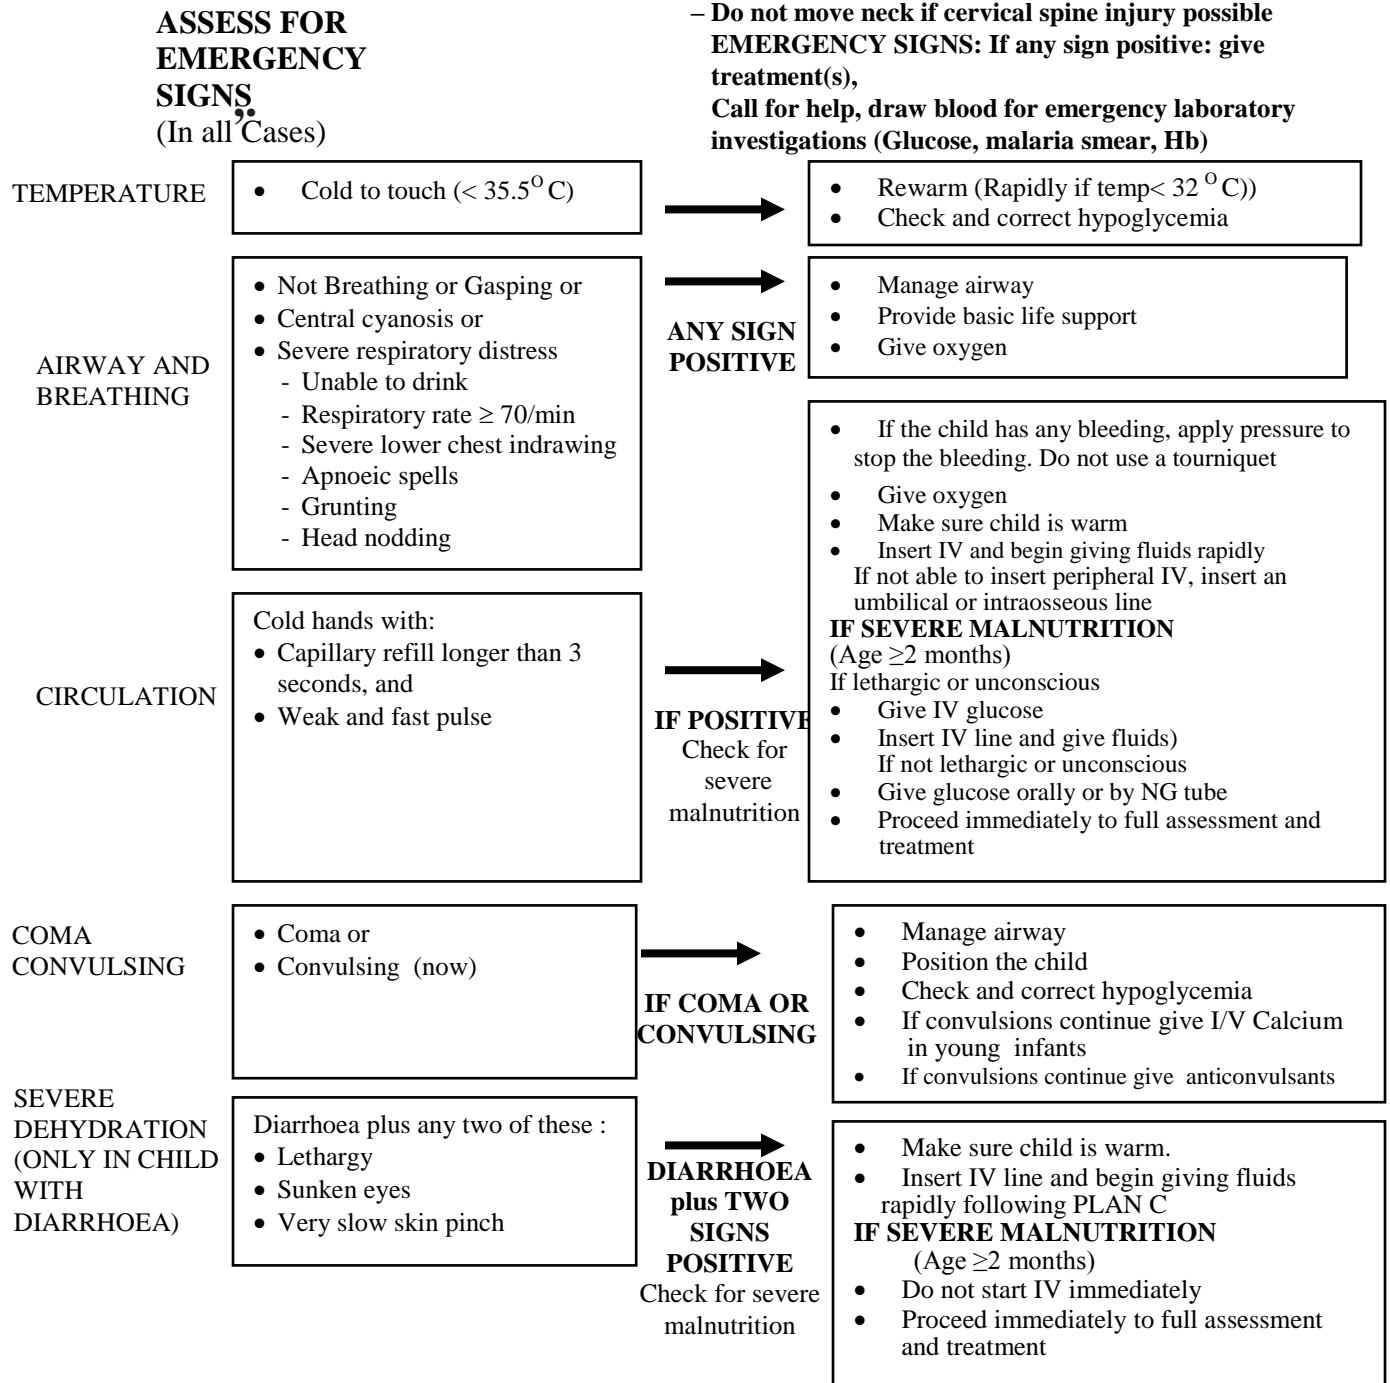 ASSESS FOR
EMERGENCY
SIGNS
„
(In all Cases)
– Do not move neck if cervical spine injury possible
EMERGENCY SIGNS: If any sign positive: give
treatment(s),
Call for help, draw blood for emergency laboratory
investigations (Glucose, malaria smear, Hb)
TEMPERATURE
• Cold to touch (< 35.5O C)
• Rewarm (Rapidly if temp< 32 O C))
• Check and correct hypoglycemia
AIRWAY AND
BREATHING
• Not Breathing or Gasping or
• Central cyanosis or
• Severe respiratory distress
- Unable to drink
- Respiratory rate ≥ 70/min
- Severe lower chest indrawing
- Apnoeic spells
- Grunting
- Head nodding
ANY SIGN
POSITIVE
• Manage airway
• Provide basic life support
• Give oxygen
CIRCULATION
Cold hands with:
• Capillary refill longer than 3
seconds, and
• Weak and fast pulse
IF POSITIVE
Check for
severe
malnutrition
• If the child has any bleeding, apply pressure to
stop the bleeding. Do not use a tourniquet
• Give oxygen
• Make sure child is warm
• Insert IV and begin giving fluids rapidly
If not able to insert peripheral IV, insert an
umbilical or intraosseous line
IF SEVERE MALNUTRITION
(Age ≥2 months)
If lethargic or unconscious
• Give IV glucose
• Insert IV line and give fluids)
If not lethargic or unconscious
• Give glucose orally or by NG tube
• Proceed immediately to full assessment and
treatment
COMA
CONVULSING
• Coma or
• Convulsing (now)
IF COMA OR
CONVULSING
• Manage airway
• Position the child
• Check and correct hypoglycemia
• If convulsions continue give I/V Calcium
in young infants
• If convulsions continue give anticonvulsants
SEVERE
DEHYDRATION
(ONLY IN CHILD
WITH
DIARRHOEA)
Diarrhoea plus any two of these :
• Lethargy
• Sunken eyes
• Very slow skin pinch
DIARRHOEA
plus TWO
SIGNS
POSITIVE
Check for severe
malnutrition
• Make sure child is warm.
• Insert IV line and begin giving fluids
rapidly following PLAN C
IF SEVERE MALNUTRITION
(Age ≥2 months)
• Do not start IV immediately
• Proceed immediately to full assessment
and treatment